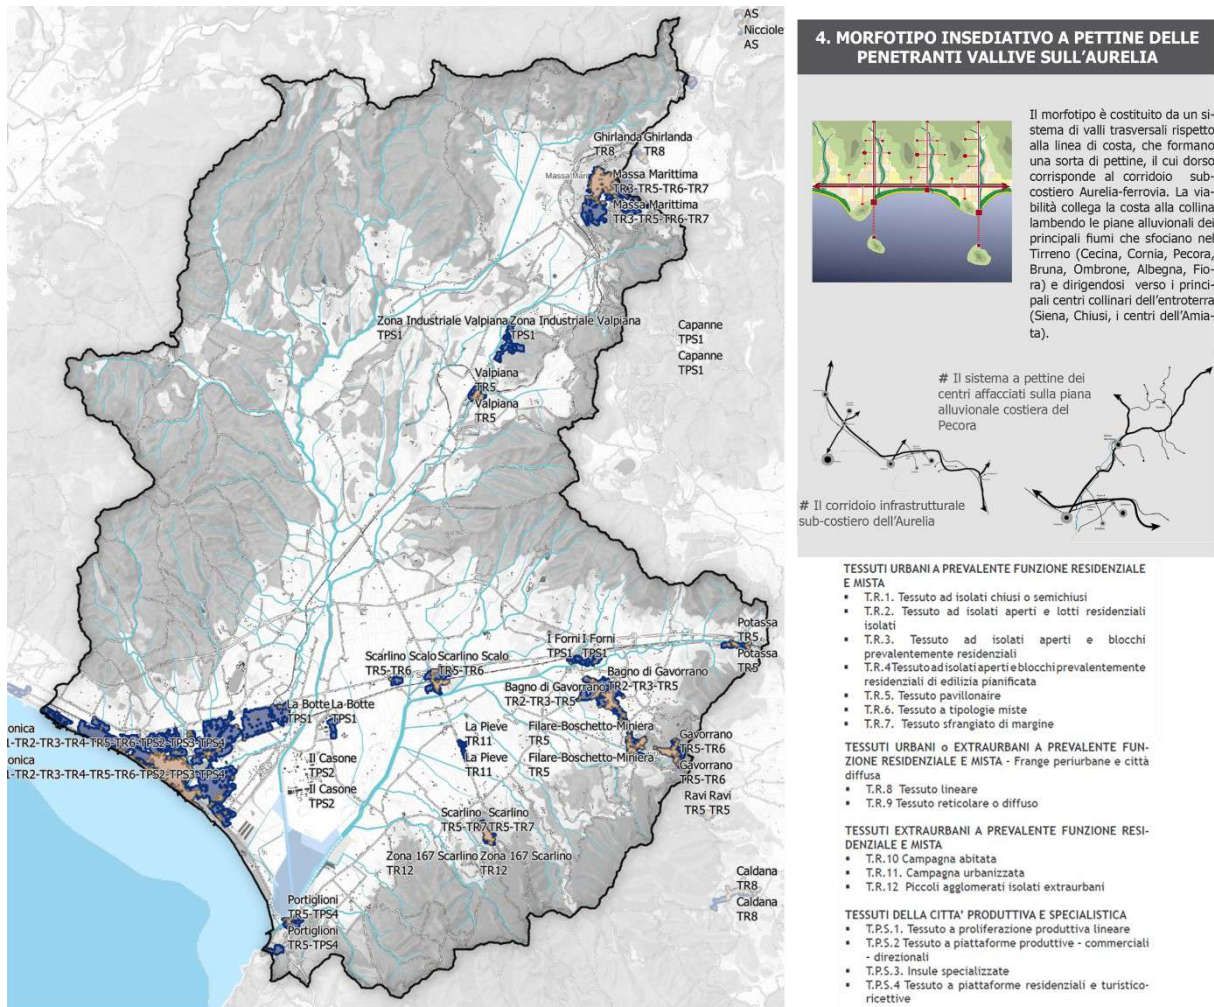 AS
Nicciole
AS
Ghirlanda Ghirlanda
TR8 TR8
Massa Mari
Massa Marittima
TR3-TR5-TR6-TR7
Massa Marittima
TR3-TR5-TR6-TR7
Zona Industriale Valpiana Zona Industriale Valpiana
TPS1 TPS1
Capanne
TPS1
Capanne
TPS1
Valpiana
TR5
Valpiana
TR5
Potassa
TR5
Potassa
TR5
I Forni I Forni
TPS1 TPS1
Scarlino Scalo Scarlino Scalo
TR5-TR6 TR5-TR6
Bagno di Gavorrano
TR2-TR3-TR5
Bagno di Gavorrano
TR2-TR3-TR5
La Botte La Botte
TPS1 TPS1
onica
1-TR2-TR3-TR4-TR5-TR6-TPS2-TPS3-TPS4
onica
1-TR2-TR3-TR4-TR5-TR6-TPS2-TPS3-TPS4
La Pieve
TR11
La Pieve
TR11
Filare-Boschetto-Miniera
TR5
Filare-Boschetto-Miniera
TR5
Gavorrano
TR5-TR6
Gavorrano
TR5-TR6
Ravi Ravi
TR5 TR5
Il Casone
TPS2
Il Casone
TPS2
Scarlino Scarlino
TR5-TR7 TR5-TR7
Zona 167 Scarlino Zona 167 Scarlino
TR12 TR12
Caldana
TR8
Caldana
TR8
Portiglioni
TR5-TPS4
Portiglioni
TR5-TPS4
4. MORFOTIPO INSEDIATIVO A PETTINE DELLE
PENETRANTI VALLIVE SULL'AURELIA
Il morfotipo è costituito da un si-
stema di valli trasversali rispetto
alla linea di costa, che formano
una sorta di pettine, il cui dorso
corrisponde al corridoio sub-
costiero Aurelia-ferrovia. La via-
bilità collega la costa alla collina
lambendo le piane alluvionali dei
principali fiumi che sfociano nel
Tirreno (Cecina, Cornia, Pecora,
Bruna, Ombrone, Albegna, Fio-
ra) e dirigendosi verso i princi-
pali centri collinari dell'entroterra
(Siena, Chiusi, i centri dell'Amia-
ta).
# Il sistema a pettine dei
centri affacciati sulla piana
alluvionale costiera del
Pecora
# Il corridoio infrastrutturale
sub-costiero dell'Aurelia
TESSUTI URBANI A PREVALENTE FUNZIONE RESIDENZIALE
E MISTA
▪ T.R.1. Tessuto ad isolati chiusi o semichiusi
▪ T.R.2. Tessuto ad isolati aperti e lotti residenziali
isolati
▪ T.R.3. Tessuto ad isolati aperti e blocchi
prevalentemente residenziali
▪ T.R.4 Tessuto ad isolati aperti e blocchi prevalentemente
residenziali di edilizia pianificata
▪ T.R.5. Tessuto pavillonaire
▪ T.R.6. Tessuto a tipologie miste
▪ T.R.7. Tessuto sfrangiato di margine
TESSUTI URBANI o EXTRAURBANI A PREVALENTE FUN-
ZIONE RESIDENZIALE E MISTA - Frange periurbane e città
diffusa
▪ T.R.8 Tessuto lineare
▪ T.R.9 Tessuto reticolare o diffuso
TESSUTI EXTRAURBANI A PREVALENTE FUNZIONE RESI-
DENZIALE E MISTA
▪ T.R.10 Campagna abitata
▪ T.R.11. Campagna urbanizzata
▪ T.R.12 Piccoli agglomerati isolati extraurbani
TESSUTI DELLA CITTA' PRODUTTIVA E SPECIALISTICA
▪ T.P.S.1. Tessuto a proliferazione produttiva lineare
▪ T.P.S.2 Tessuto a piattaforme produttive - commerciali
- direzionali
▪ T.P.S.3. Insule specializzate
▪ T.P.S.4 Tessuto a piattaforme residenziali e turistico-
ricettive